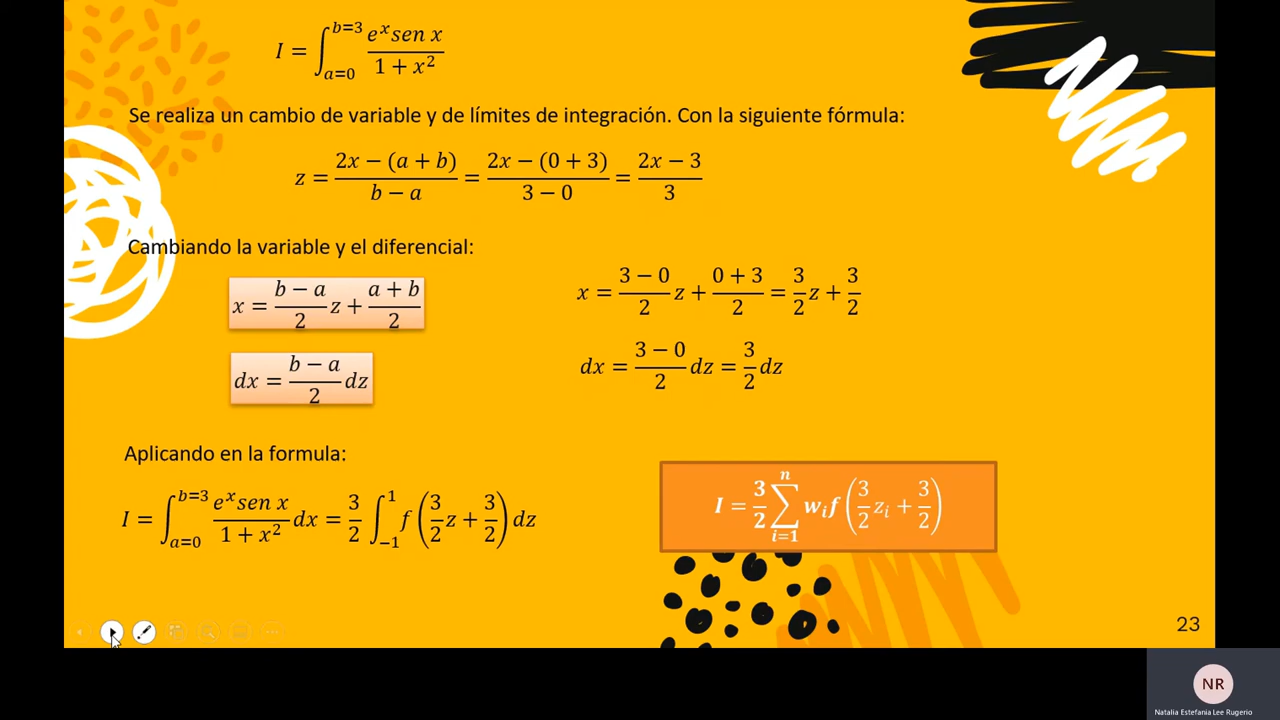 I = ∫_{a=0}^{b=3} e^x sen x / 1 + x²
Se realiza un cambio de variable y de límites de integración. Con la siguiente fórmula:
z = 2x − (a + b) / b − a = 2x − (0 + 3) / 3 − 0 = 2x − 3 / 3
Cambiando la variable y el diferencial:
x = b − a / 2 z + a + b / 2
x = 3 − 0 / 2 z + 0 + 3 / 2 = 3/2 z + 3/2
dx = b − a / 2 dz
dx = 3 − 0 / 2 dz = 3/2 dz
Aplicando en la formula:
I = ∫_{a=0}^{b=3} e^x sen x / 1 + x² dx = 3/2 ∫_{−1}^{1} f(3/2 z + 3/2) dz
I = 3/2 ∑_{i=1}^{n} w_i f(3/2 z_i + 3/2)
23
NR
Natalia Estefania Lee Rugerio